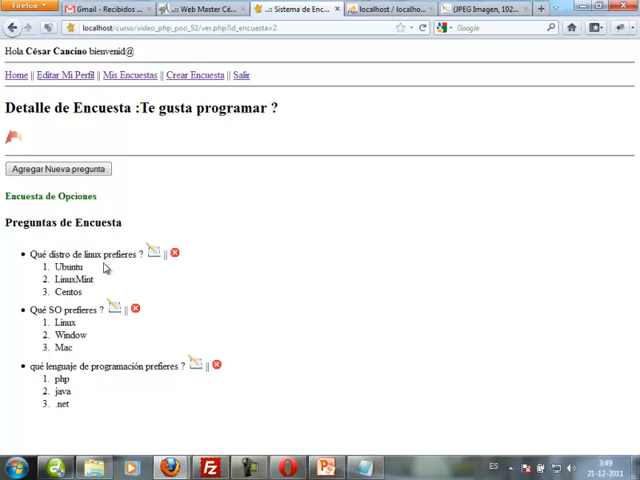 Firefox
Gmail - Recibidos
..:: Web Master Cé...
..:: Sistema de Enc...
localhost / localho...
JPEG Imagen, 102...
localhost/curso/video_php_poo_52/ver.php?id_encuesta=2
Hola César Cancino bienvenid@
Home || Editar Mi Perfil || Mis Encuestas || Crear Encuesta || Salir
Detalle de Encuesta :Te gusta programar ?
Agregar Nueva pregunta
Encuesta de Opciones
Preguntas de Encuesta
Qué distro de linux prefieres ? ||
1. Ubuntu
2. LinuxMint
3. Centos
Qué SO prefieres ? ||
1. Linux
2. Window
3. Mac
qué lenguaje de programación prefieres ? ||
1. php
2. java
3. .net
ES
3:49
21-12-2011